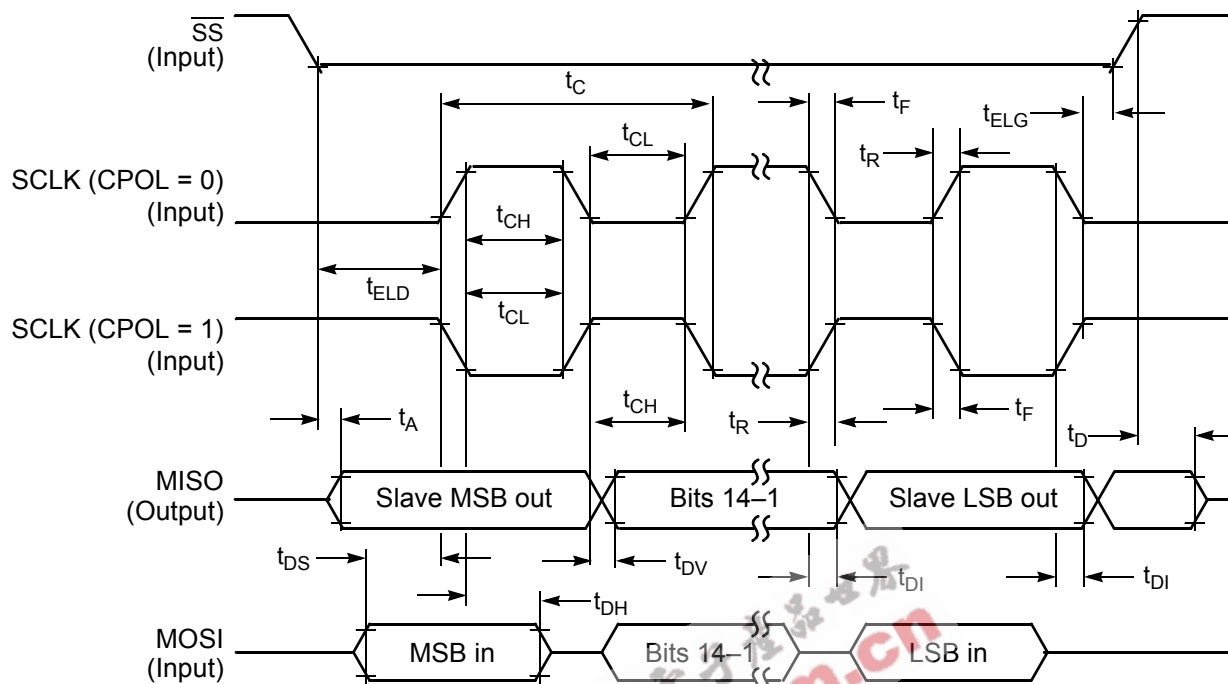 SS
(Input)
tC
tF
tELG
tCL
tR
SCLK (CPOL = 0)
(Input)
tCH
tELD
tCL
SCLK (CPOL = 1)
(Input)
tCH
tA
tR
tF
tD
MISO
(Output)
Slave MSB out
Bits 14–1
Slave LSB out
tDS
tDV
tDI
tDI
tDH
MOSI
(Input)
MSB in
Bits 14–1
LSB in